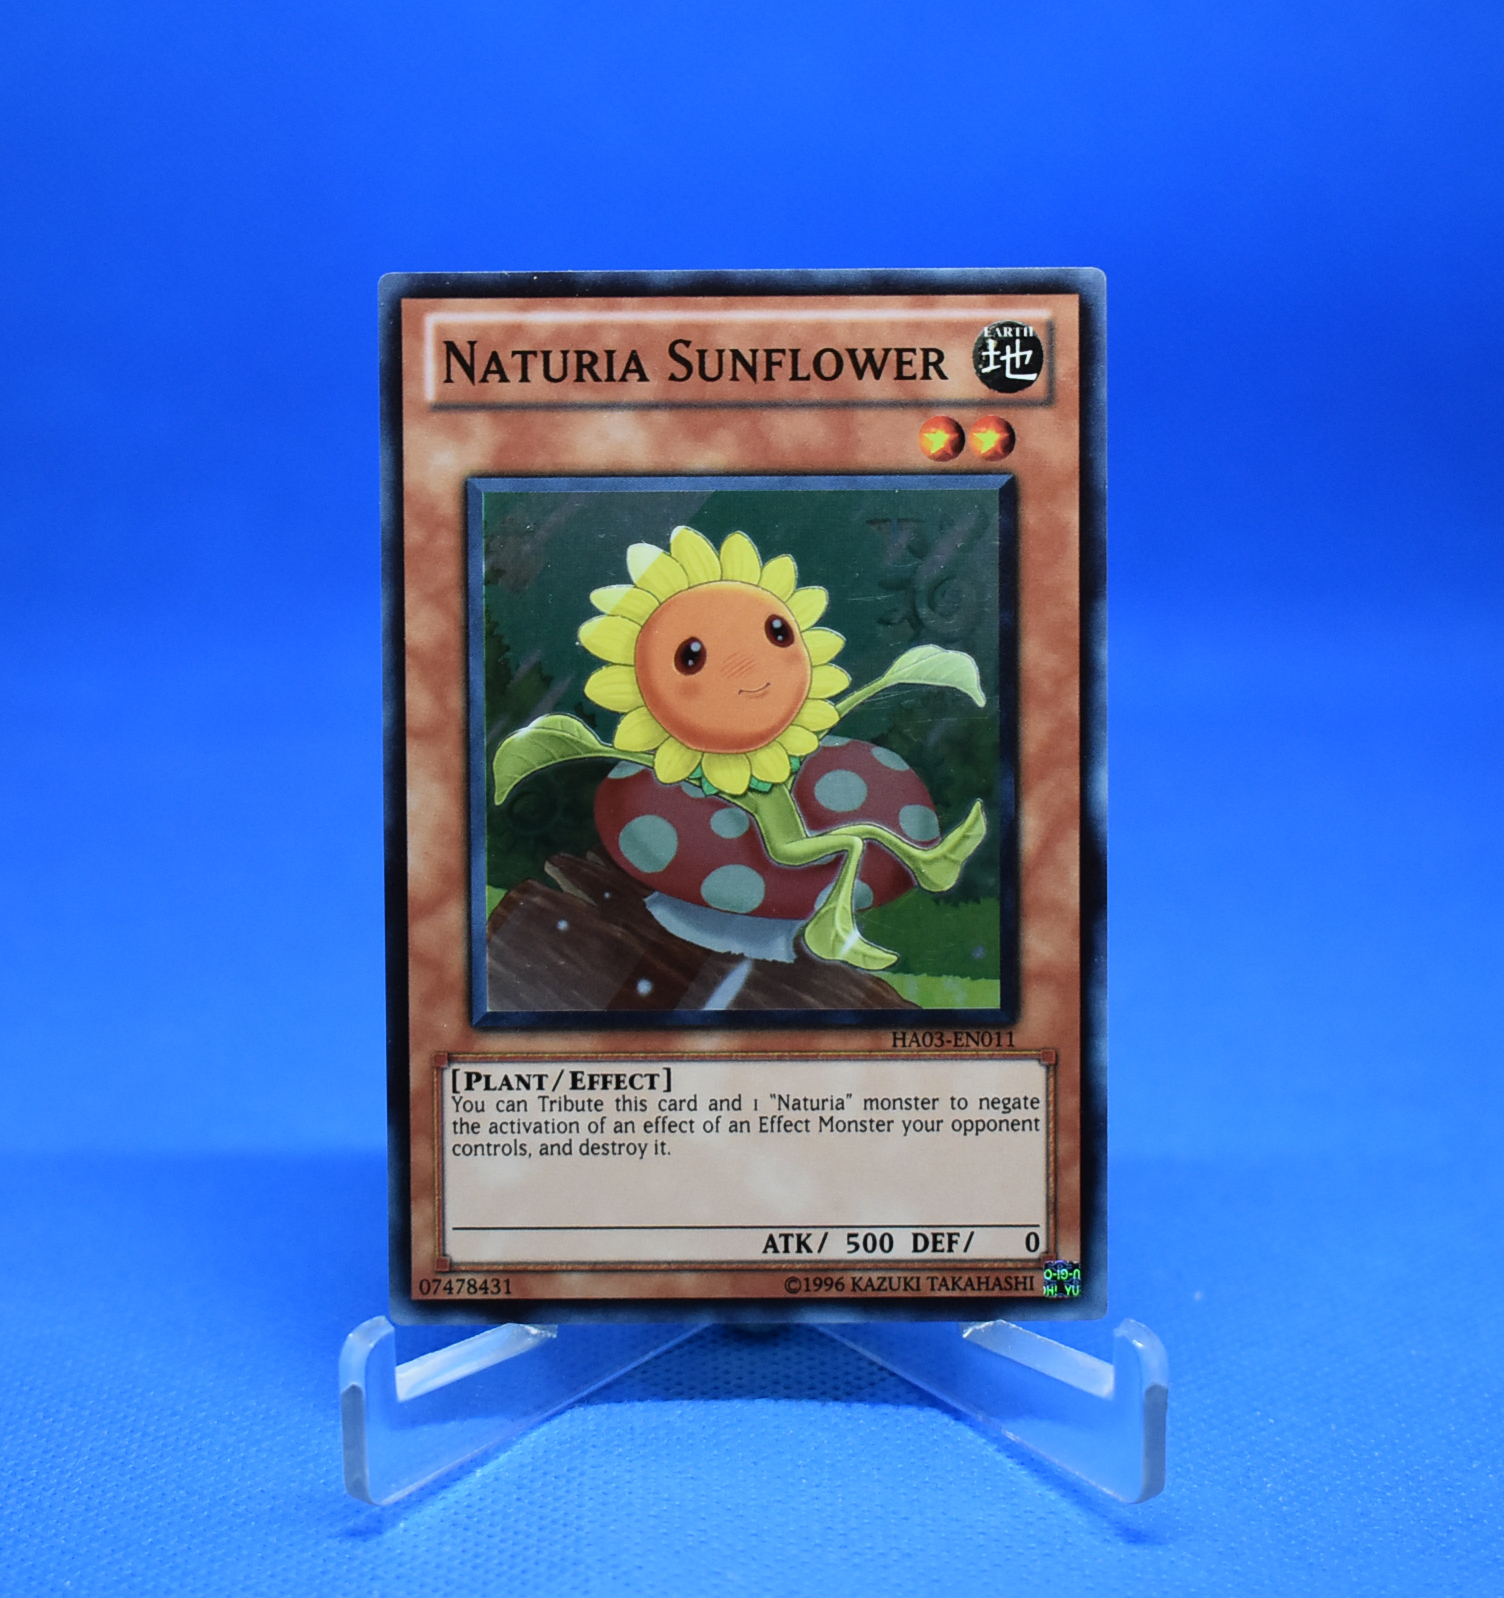 NATURIA SUNFLOWER
EARTH
地
HA03-EN011
[PLANT/EFFECT]
You can Tribute this card and 1 "Naturia" monster to negate
the activation of an effect of an Effect Monster your opponent
controls, and destroy it.
ATK/ 500 DEF/ 0
07478431
©1996 KAZUKI TAKAHASHI